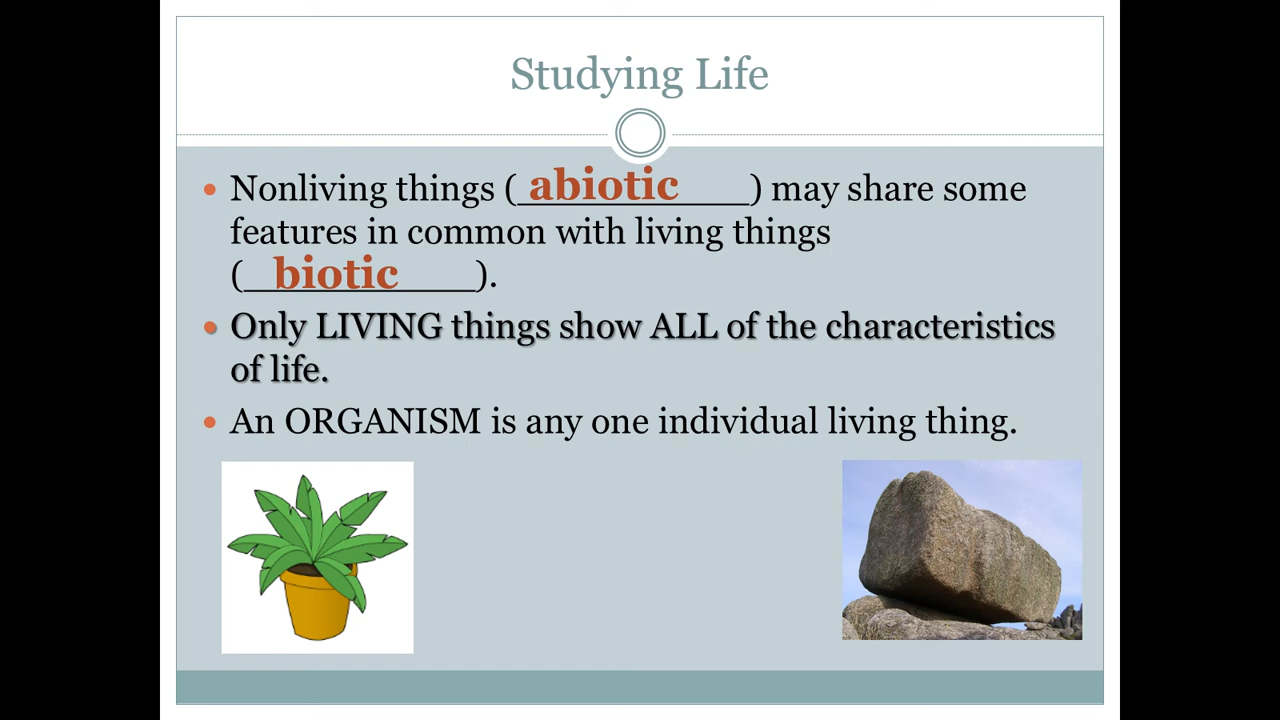 Studying Life
• Nonliving things (_abiotic____) may share some
features in common with living things
(_biotic____).
• Only LIVING things show ALL of the characteristics
of life.
• An ORGANISM is any one individual living thing.